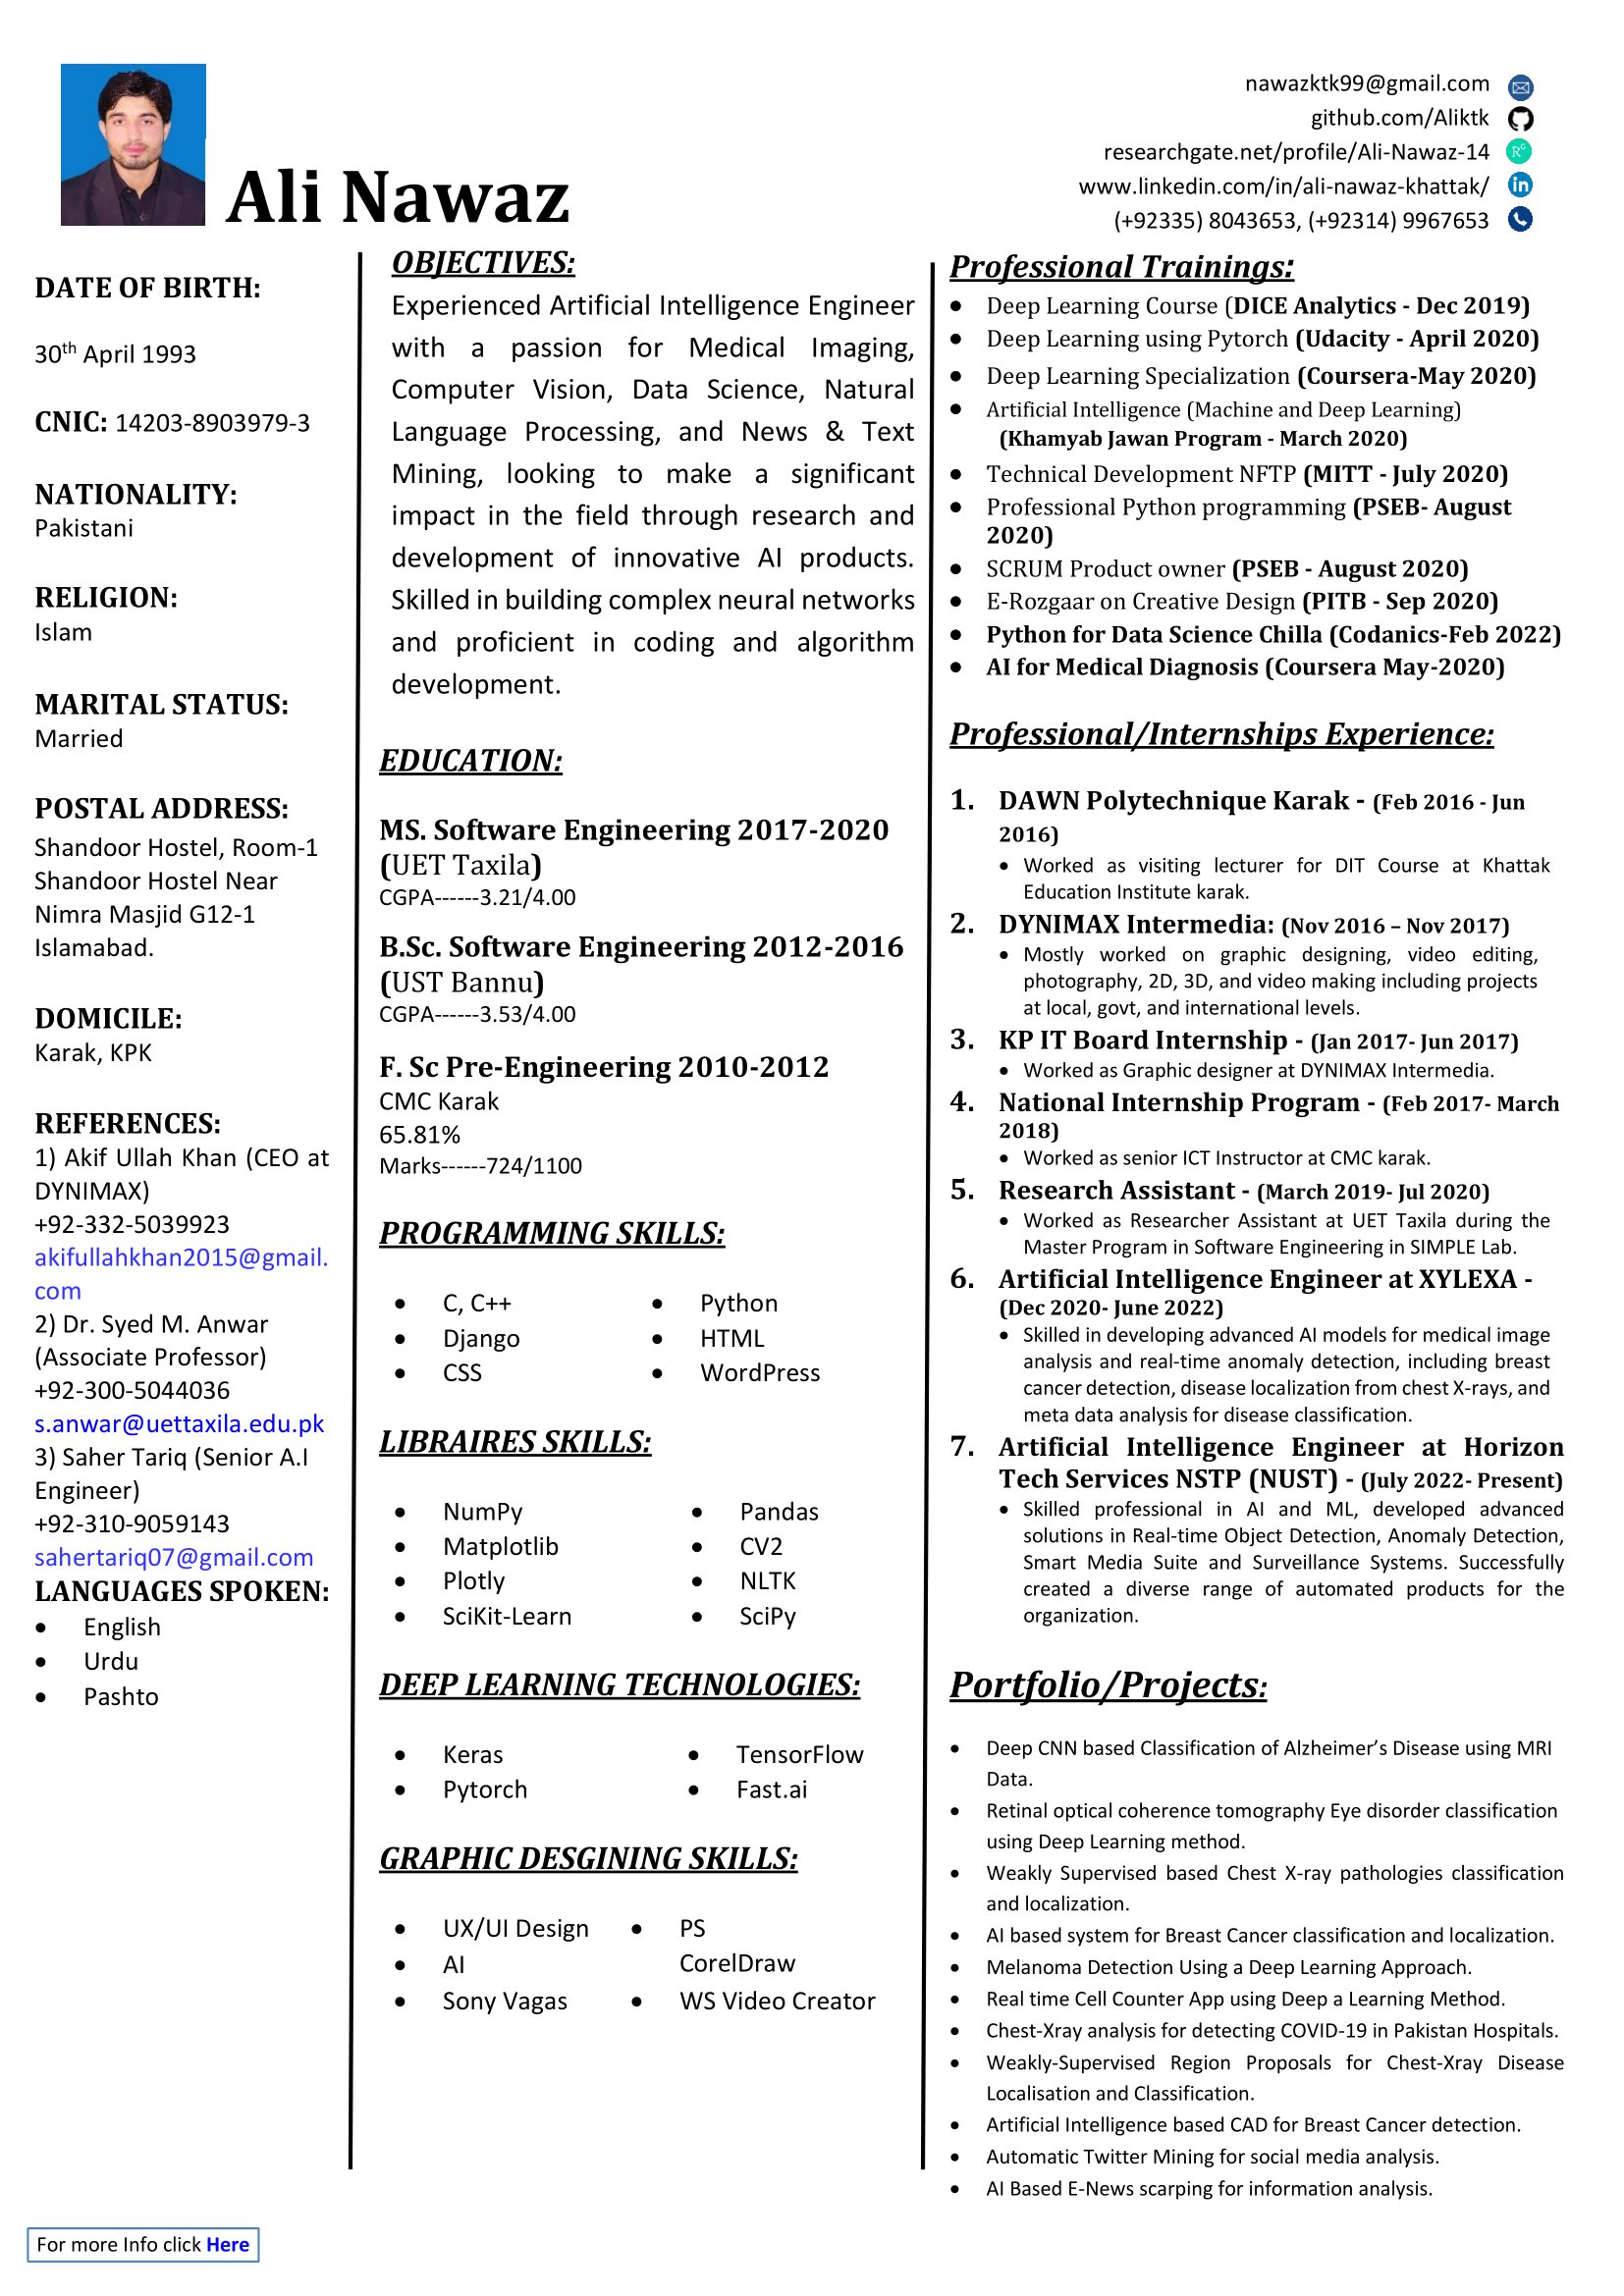 nawazktk99@gmail.com
github.com/Aliktk
researchgate.net/profile/Ali-Nawaz-14
www.linkedin.com/in/ali-nawaz-khattak/
(+92335) 8043653, (+92314) 9967653
Ali Nawaz
DATE OF BIRTH:
30th April 1993
CNIC: 14203-8903979-3
NATIONALITY:
Pakistani
RELIGION:
Islam
MARITAL STATUS:
Married
POSTAL ADDRESS:
Shandoor Hostel, Room-1
Shandoor Hostel Near
Nimra Masjid G12-1
Islamabad.
DOMICILE:
Karak, KPK
REFERENCES:
1) Akif Ullah Khan (CEO at
DYNIMAX)
+92-332-5039923
akifullahkhan2015@gmail.
com
2) Dr. Syed M. Anwar
(Associate Professor)
+92-300-5044036
s.anwar@uettaxila.edu.pk
3) Saher Tariq (Senior A.I
Engineer)
+92-310-9059143
sahertariq07@gmail.com
LANGUAGES SPOKEN:
• English
• Urdu
• Pashto
OBJECTIVES:
Experienced Artificial Intelligence Engineer
with a passion for Medical Imaging,
Computer Vision, Data Science, Natural
Language Processing, and News & Text
Mining, looking to make a significant
impact in the field through research and
development of innovative AI products.
Skilled in building complex neural networks
and proficient in coding and algorithm
development.
EDUCATION:
MS. Software Engineering 2017-2020
(UET Taxila)
CGPA------3.21/4.00
B.Sc. Software Engineering 2012-2016
(UST Bannu)
CGPA------3.53/4.00
F. Sc Pre-Engineering 2010-2012
CMC Karak
65.81%
Marks------724/1100
PROGRAMMING SKILLS:
• C, C++ • Python
• Django • HTML
• CSS • WordPress
LIBRAIRES SKILLS:
• NumPy • Pandas
• Matplotlib • CV2
• Plotly • NLTK
• SciKit-Learn • SciPy
DEEP LEARNING TECHNOLOGIES:
• Keras • TensorFlow
• Pytorch • Fast.ai
GRAPHIC DESGINING SKILLS:
• UX/UI Design • PS
• AI CorelDraw
• Sony Vagas • WS Video Creator
Professional Trainings:
• Deep Learning Course (DICE Analytics - Dec 2019)
• Deep Learning using Pytorch (Udacity - April 2020)
• Deep Learning Specialization (Coursera-May 2020)
• Artificial Intelligence (Machine and Deep Learning)
(Khamyab Jawan Program - March 2020)
• Technical Development NFTP (MITT - July 2020)
• Professional Python programming (PSEB- August
2020)
• SCRUM Product owner (PSEB - August 2020)
• E-Rozgaar on Creative Design (PITB - Sep 2020)
• Python for Data Science Chilla (Codanics-Feb 2022)
• AI for Medical Diagnosis (Coursera May-2020)
Professional/Internships Experience:
1. DAWN Polytechnique Karak - (Feb 2016 - Jun
2016)
• Worked as visiting lecturer for DIT Course at Khattak
Education Institute karak.
2. DYNIMAX Intermedia: (Nov 2016 – Nov 2017)
• Mostly worked on graphic designing, video editing,
photography, 2D, 3D, and video making including projects
at local, govt, and international levels.
3. KP IT Board Internship - (Jan 2017- Jun 2017)
• Worked as Graphic designer at DYNIMAX Intermedia.
4. National Internship Program - (Feb 2017- March
2018)
• Worked as senior ICT Instructor at CMC karak.
5. Research Assistant - (March 2019- Jul 2020)
• Worked as Researcher Assistant at UET Taxila during the
Master Program in Software Engineering in SIMPLE Lab.
6. Artificial Intelligence Engineer at XYLEXA -
(Dec 2020- June 2022)
• Skilled in developing advanced AI models for medical image
analysis and real-time anomaly detection, including breast
cancer detection, disease localization from chest X-rays, and
meta data analysis for disease classification.
7. Artificial Intelligence Engineer at Horizon
Tech Services NSTP (NUST) - (July 2022- Present)
• Skilled professional in AI and ML, developed advanced
solutions in Real-time Object Detection, Anomaly Detection,
Smart Media Suite and Surveillance Systems. Successfully
created a diverse range of automated products for the
organization.
Portfolio/Projects:
• Deep CNN based Classification of Alzheimer’s Disease using MRI
Data.
• Retinal optical coherence tomography Eye disorder classification
using Deep Learning method.
• Weakly Supervised based Chest X-ray pathologies classification
and localization.
• AI based system for Breast Cancer classification and localization.
• Melanoma Detection Using a Deep Learning Approach.
• Real time Cell Counter App using Deep a Learning Method.
• Chest-Xray analysis for detecting COVID-19 in Pakistan Hospitals.
• Weakly-Supervised Region Proposals for Chest-Xray Disease
Localisation and Classification.
• Artificial Intelligence based CAD for Breast Cancer detection.
• Automatic Twitter Mining for social media analysis.
• AI Based E-News scarping for information analysis.
For more Info click Here